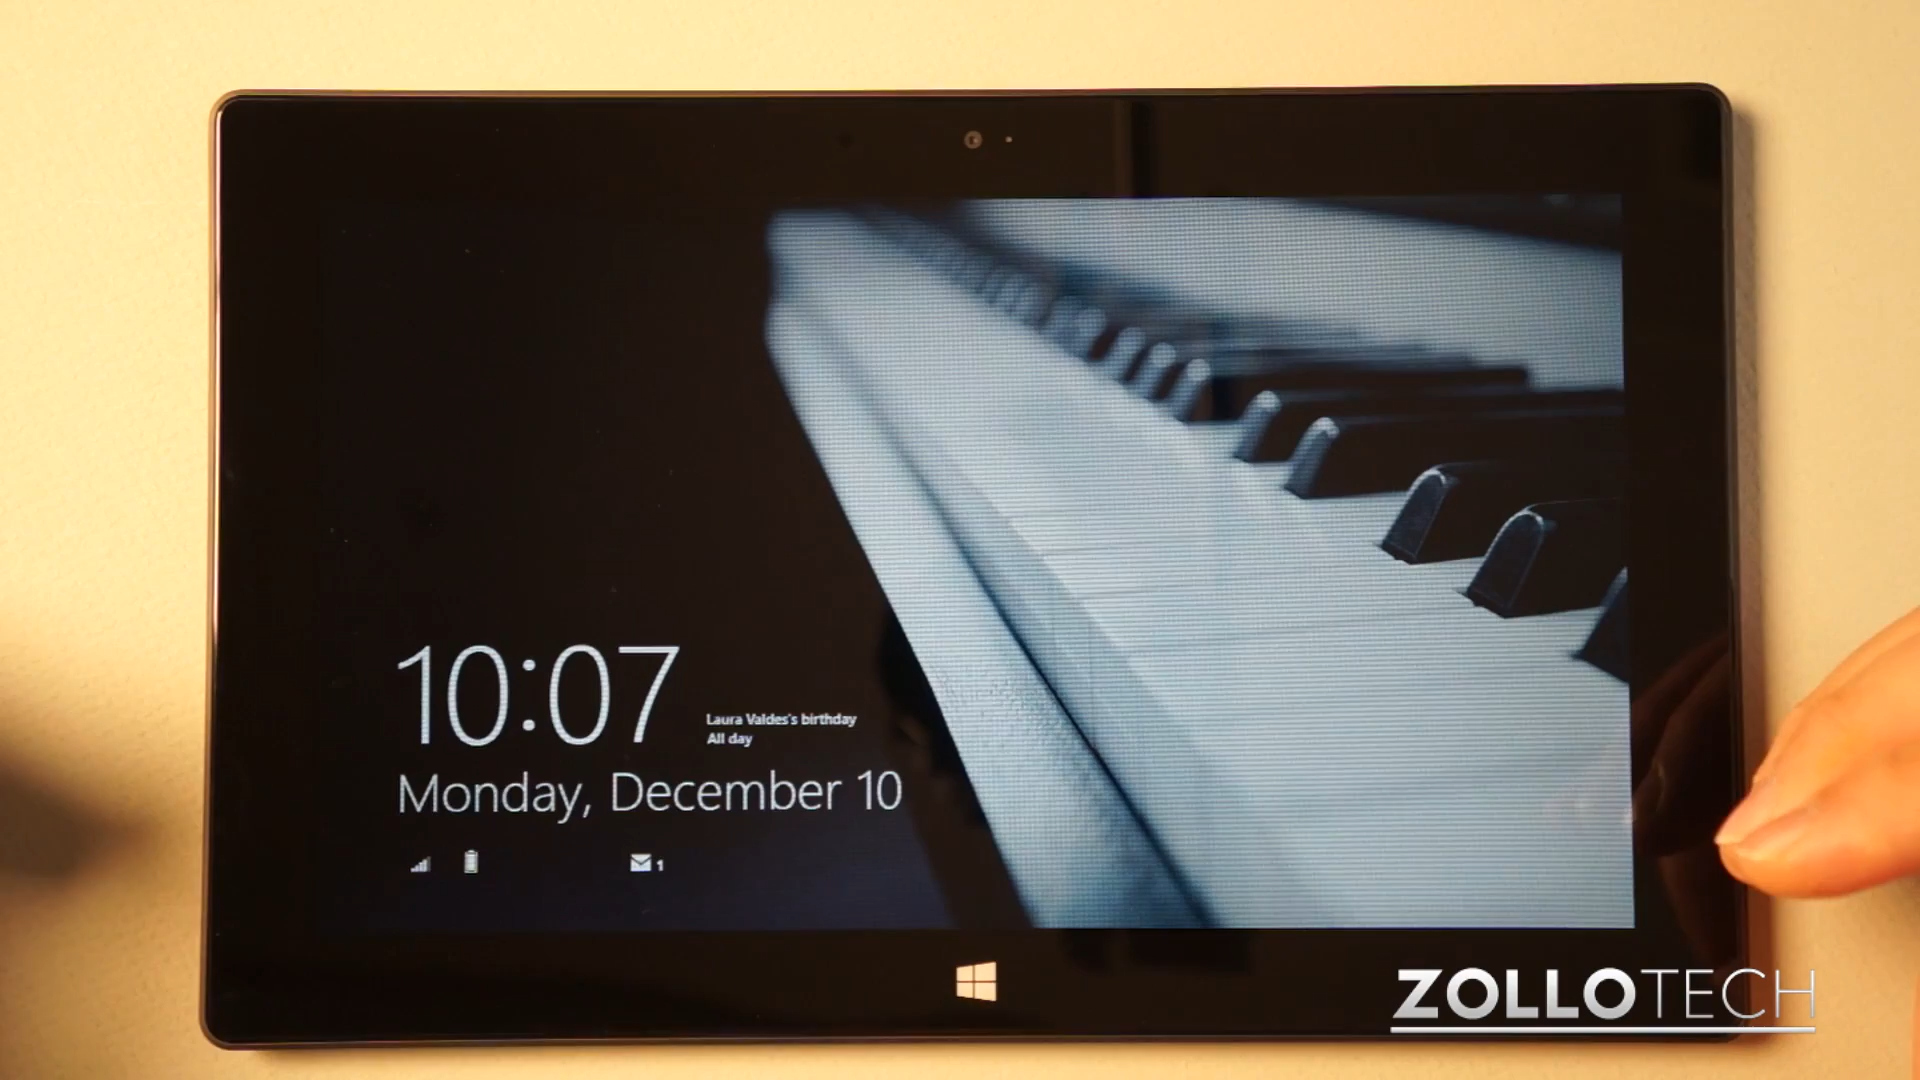 10:07
Laura Valdes's birthday
All day
Monday, December 10
1
ZOLLOTECH